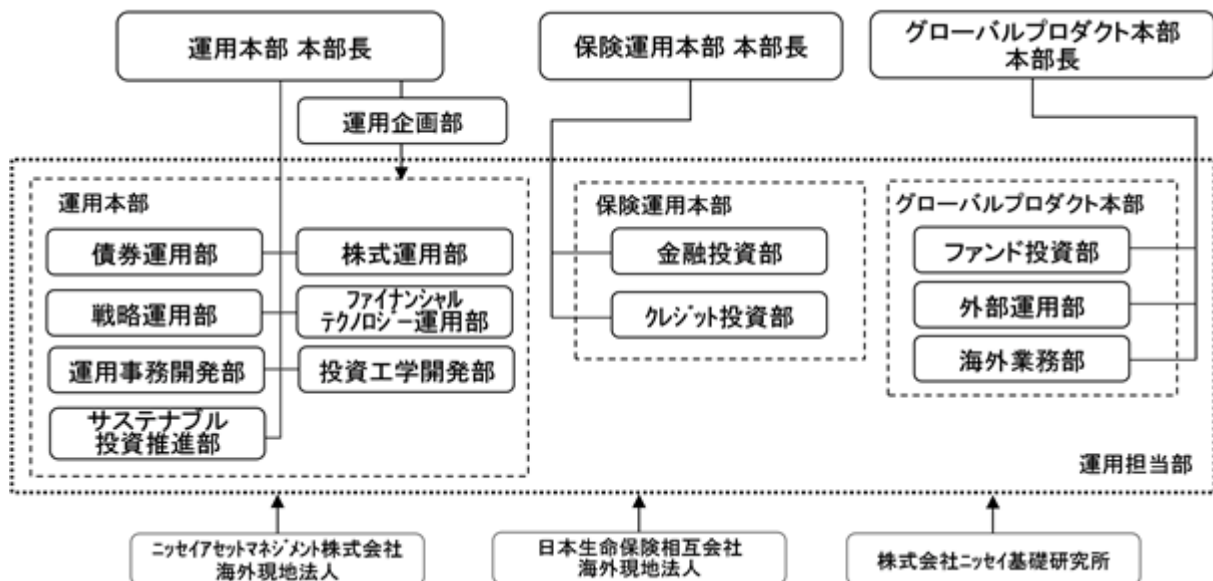 運用本部 本部長
保険運用本部 本部長
グローバルプロダクト本部
本部長
運用企画部
運用本部
債券運用部
株式運用部
戦略運用部
ファイナンシャル
テクノロジー運用部
運用事務開発部
投資工学開発部
サステナブル
投資推進部
保険運用本部
金融投資部
クレジット投資部
グローバルプロダクト本部
ファンド投資部
外部運用部
海外業務部
運用担当部
ニッセイアセットマネジメント株式会社
海外現地法人
日本生命保険相互会社
海外現地法人
株式会社ニッセイ基礎研究所